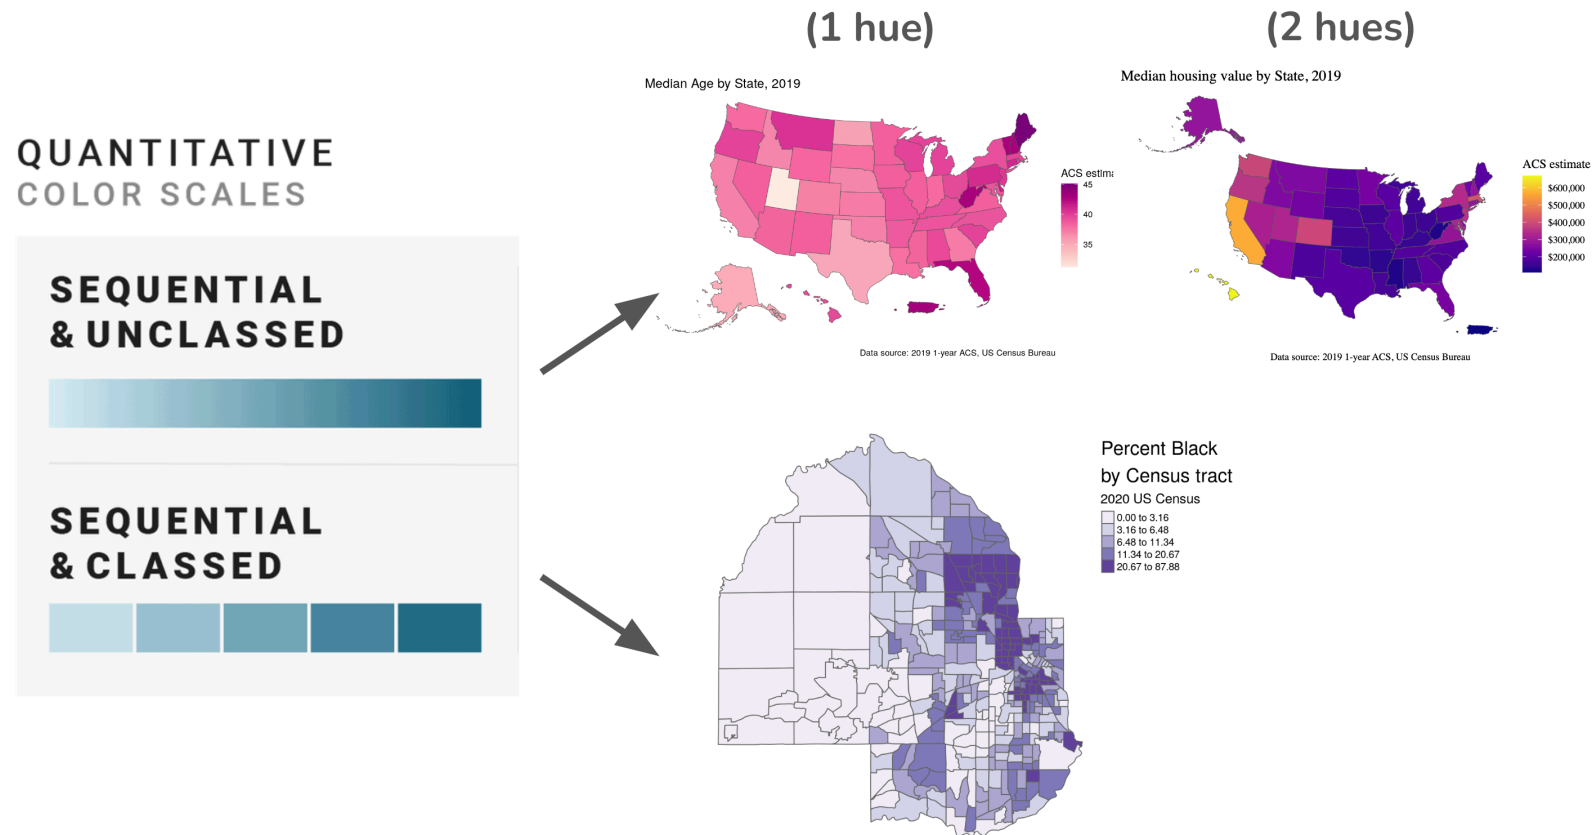 QUANTITATIVE
COLOR SCALES
SEQUENTIAL
& UNCLASSED
SEQUENTIAL
& CLASSED
(1 hue)
Median Age by State, 2019
ACS estima
45
40
35
Data source: 2019 1-year ACS, US Census Bureau
(2 hues)
Median housing value by State, 2019
ACS estimate
$600,000
$500,000
$400,000
$300,000
$200,000
Data source: 2019 1-year ACS, US Census Bureau
Percent Black
by Census tract
2020 US Census
0.00 to 3.16
3.16 to 6.48
6.48 to 11.34
11.34 to 20.67
20.67 to 87.88